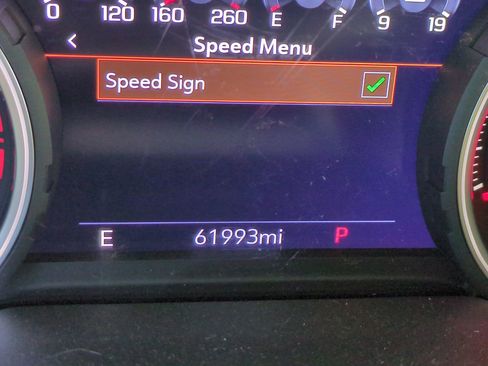 0 120 160 260 E F 9 19
< Speed Menu
Speed Sign
E 61993mi P